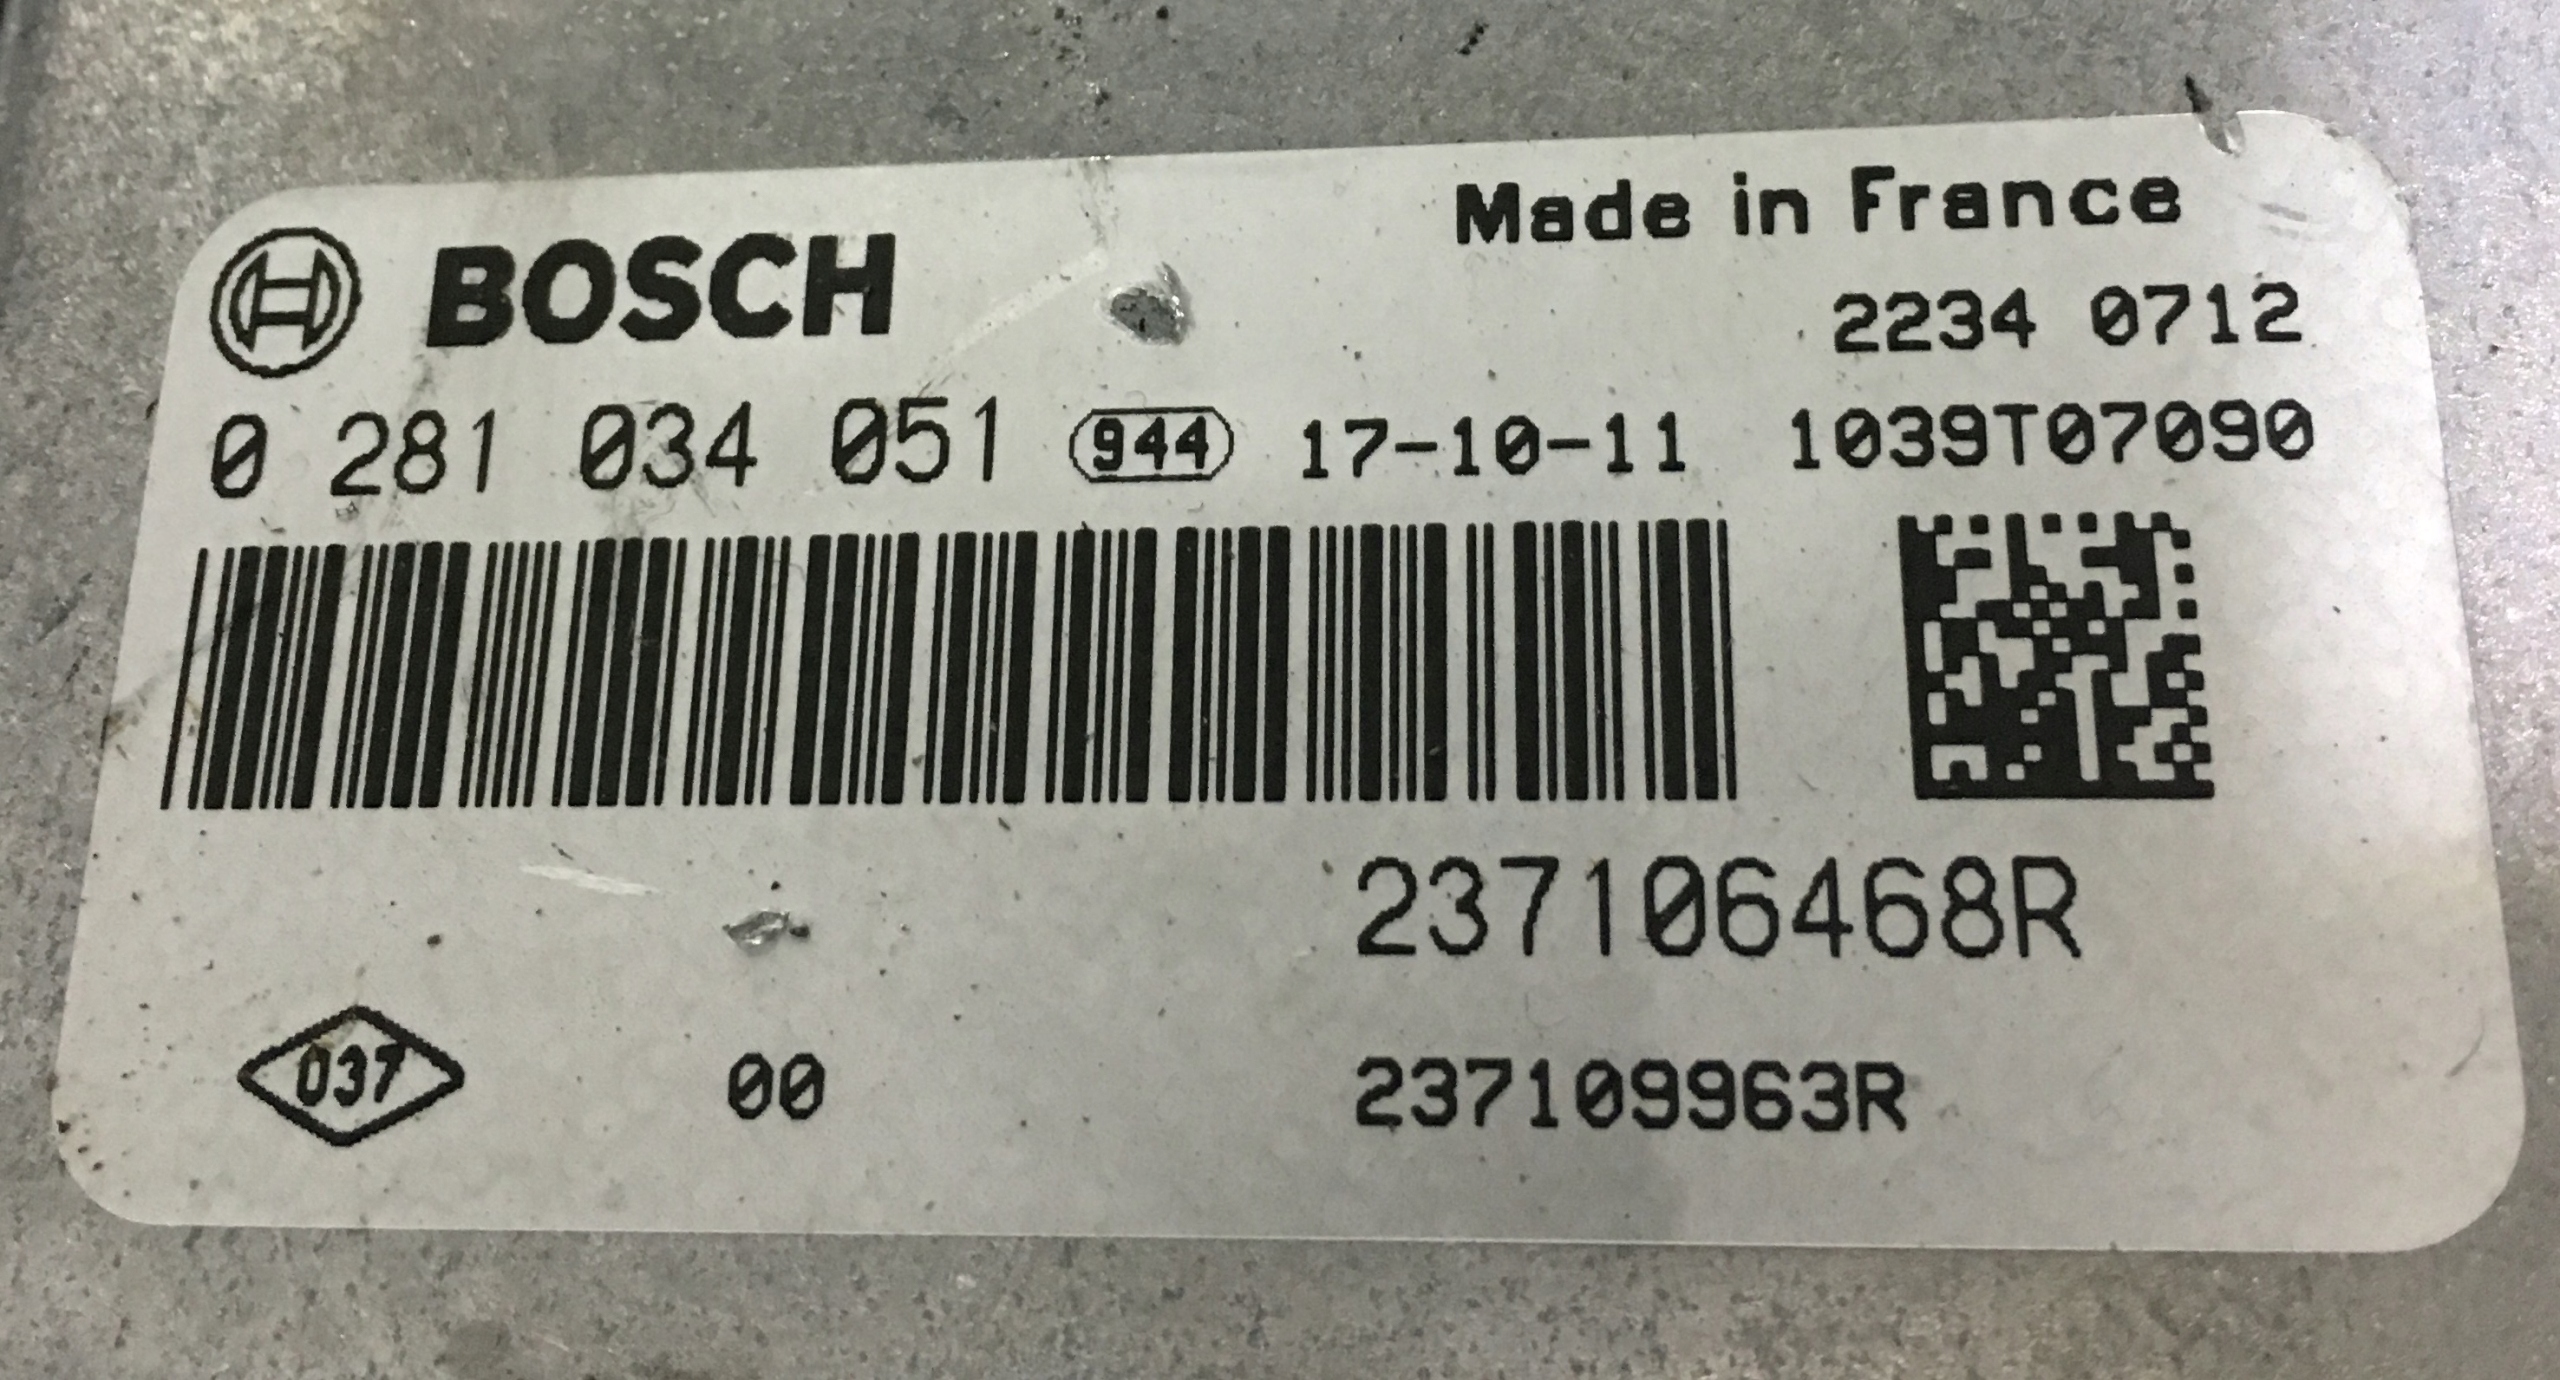 Made in France
BOSCH
2234 0712
0 281 034 051 944 17-10-11 1039T07090
237106468R
037 00 237109963R